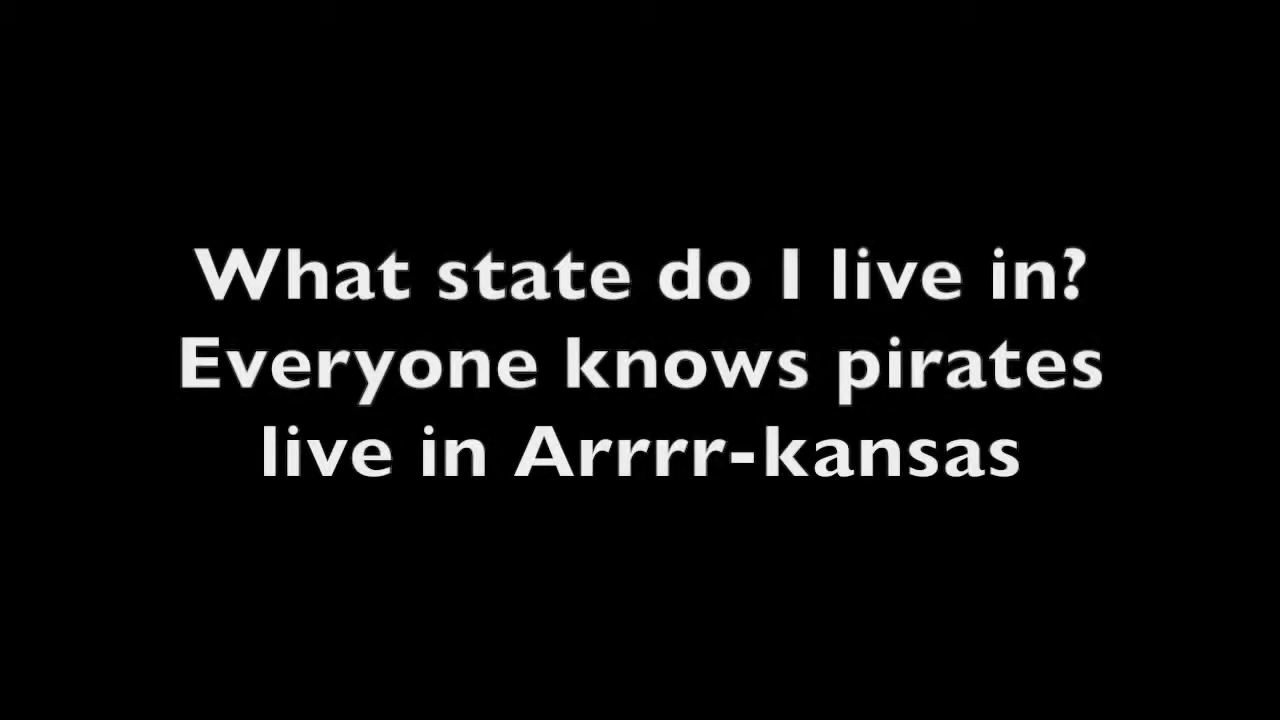 What state do I live in?
Everyone knows pirates
live in Arrrr-kansas